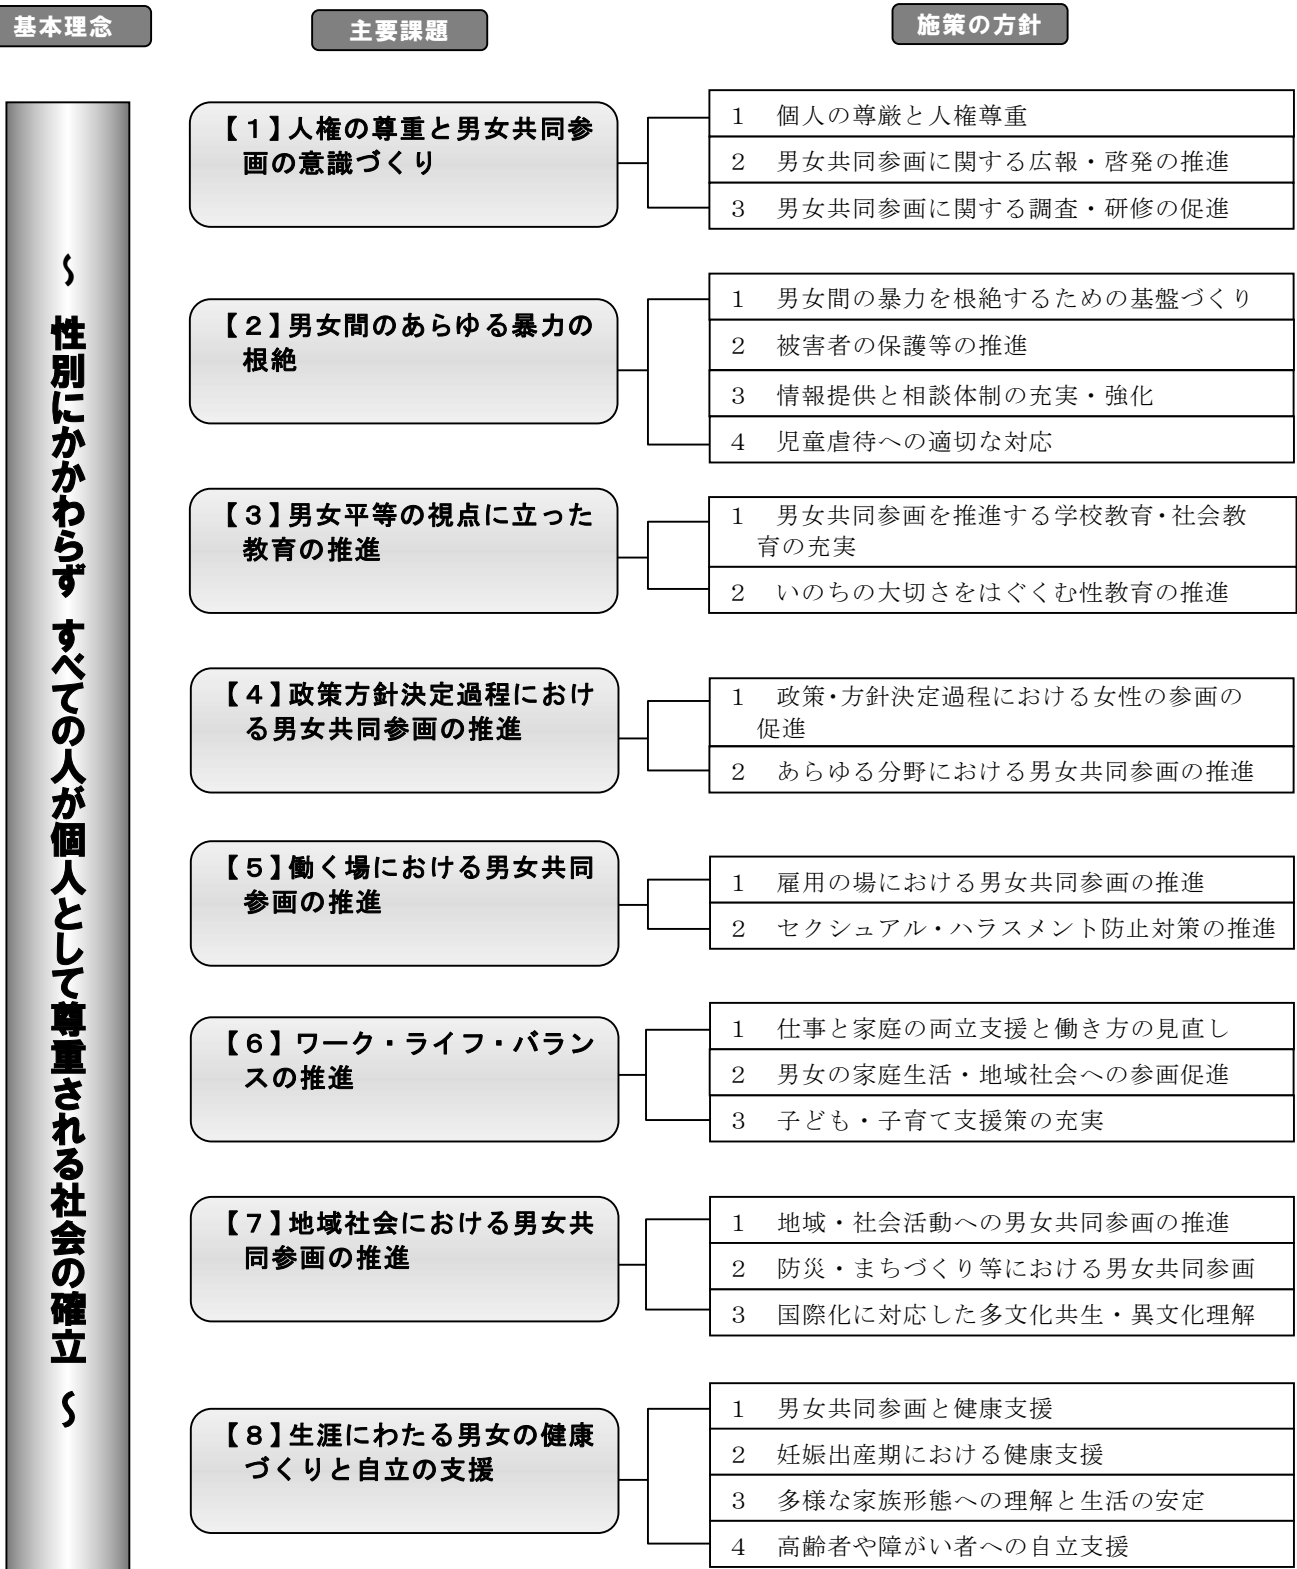 基本理念
主要課題
施策の方針
～ 性別にかかわらず すべての人が個人として尊重される社会の確立 ～
【１】人権の尊重と男女共同参
画の意識づくり
１ 個人の尊厳と人権尊重
２ 男女共同参画に関する広報・啓発の推進
３ 男女共同参画に関する調査・研修の促進
【２】男女間のあらゆる暴力の
根絶
１ 男女間の暴力を根絶するための基盤づくり
２ 被害者の保護等の推進
３ 情報提供と相談体制の充実・強化
４ 児童虐待への適切な対応
【３】男女平等の視点に立った
教育の推進
１ 男女共同参画を推進する学校教育・社会教
育の充実
２ いのちの大切さをはぐくむ性教育の推進
【４】政策方針決定過程におけ
る男女共同参画の推進
１ 政策・方針決定過程における女性の参画の
促進
２ あらゆる分野における男女共同参画の推進
【５】働く場における男女共同
参画の推進
１ 雇用の場における男女共同参画の推進
２ セクシュアル・ハラスメント防止対策の推進
【６】ワーク・ライフ・バラン
スの推進
１ 仕事と家庭の両立支援と働き方の見直し
２ 男女の家庭生活・地域社会への参画促進
３ 子ども・子育て支援策の充実
【７】地域社会における男女共
同参画の推進
１ 地域・社会活動への男女共同参画の推進
２ 防災・まちづくり等における男女共同参画
３ 国際化に対応した多文化共生・異文化理解
【８】生涯にわたる男女の健康
づくりと自立の支援
１ 男女共同参画と健康支援
２ 妊娠出産期における健康支援
３ 多様な家族形態への理解と生活の安定
４ 高齢者や障がい者への自立支援